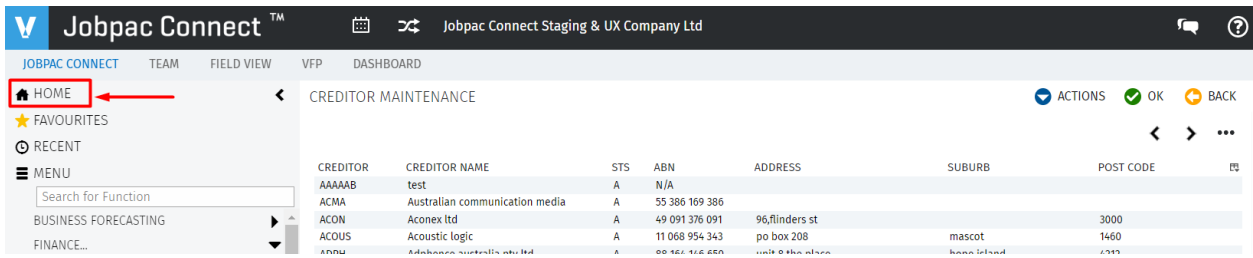 V Jobpac Connect ™ Jobpac Connect Staging & UX Company Ltd
JOBPAC CONNECT TEAM FIELD VIEW VFP DASHBOARD
HOME
FAVOURITES
RECENT
MENU
Search for Function
BUSINESS FORECASTING
FINANCE...
CREDITOR MAINTENANCE ACTIONS OK BACK
CREDITOR CREDITOR NAME STS ABN ADDRESS SUBURB POST CODE
AAAAAB test A N/A
ACMA Australian communication media A 55 386 169 386
ACON Aconex ltd A 49 091 376 091 96,flinders st 3000
ACOUS Acoustic logic A 11 068 954 343 po box 208 mascot 1460